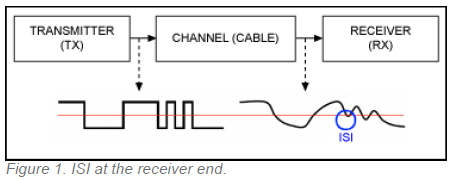 TRANSMITTER
(TX)
CHANNEL (CABLE)
RECEIVER
(RX)
ISI
Figure 1. ISI at the receiver end.